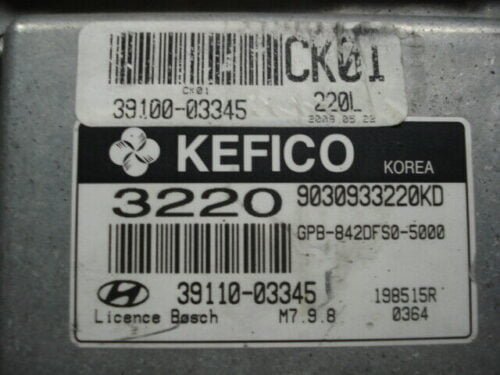 CK01
CK01
39100-03345 220L
2009.05.22
KEFICO KOREA
3220 9030933220KD
GPB-842DFS0-5000
39110-03345 198515R
Licence Bosch M7.9.8 0364